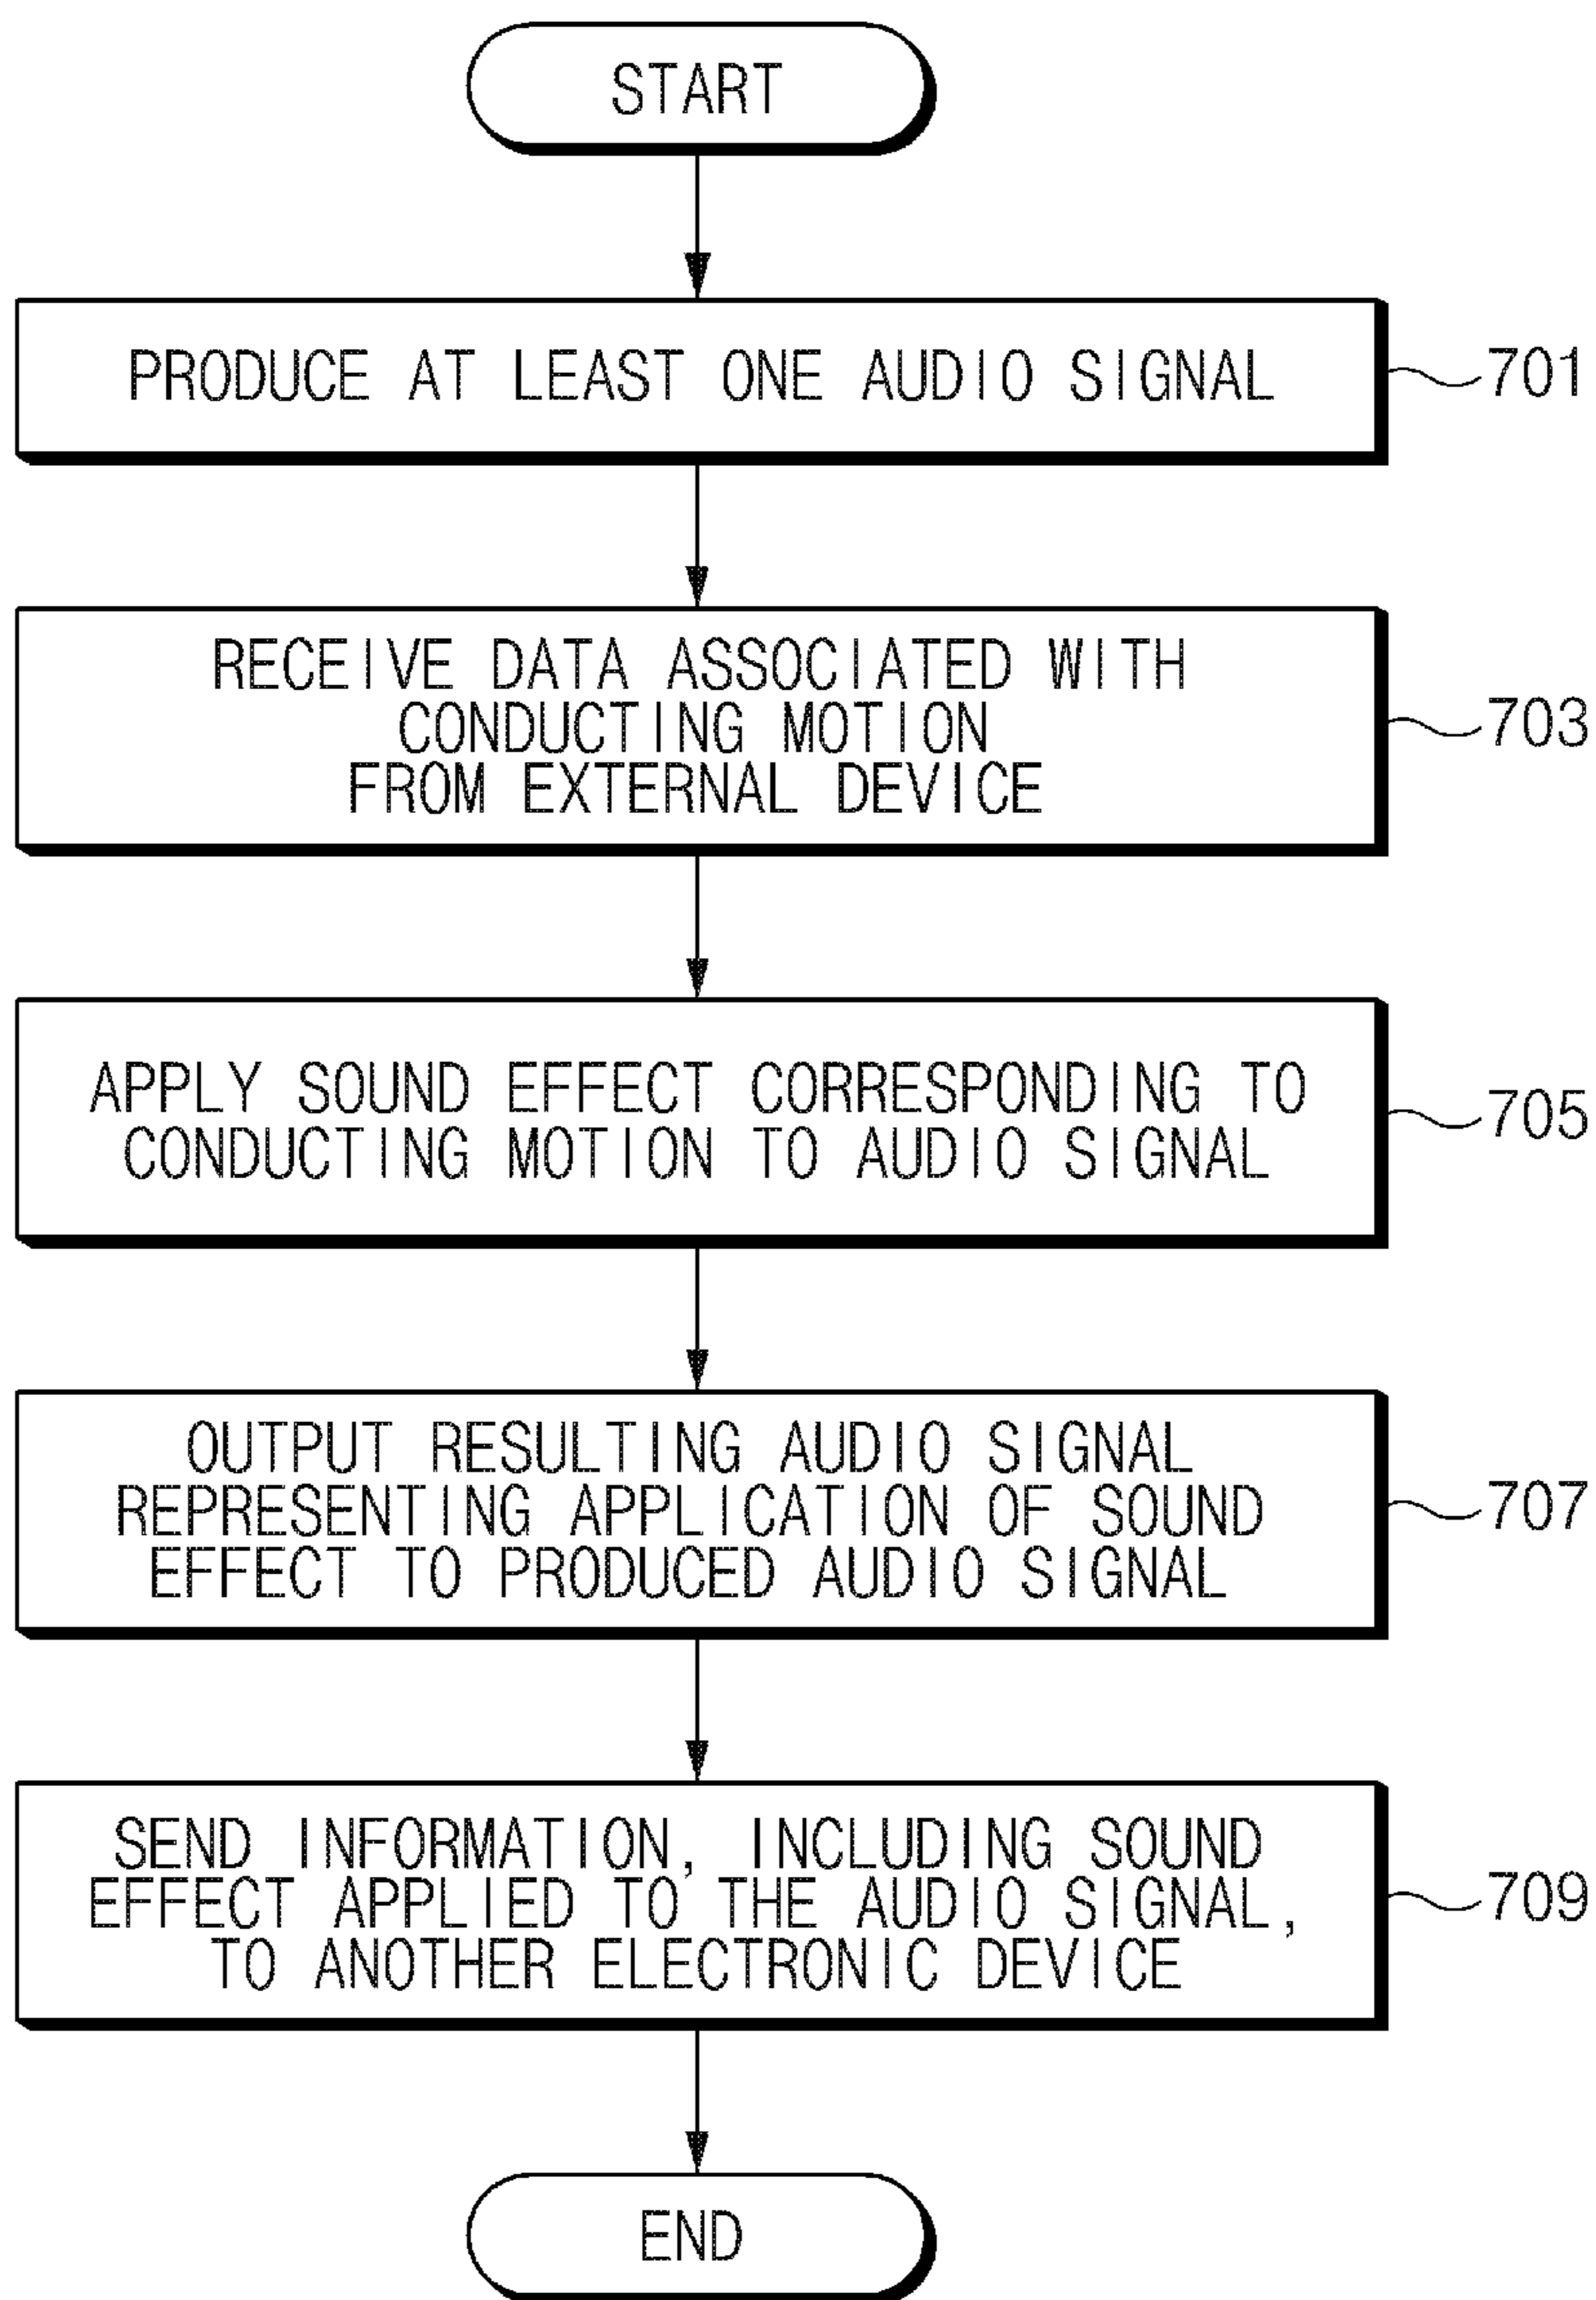 START
PRODUCE AT LEAST ONE AUDIO SIGNAL
701
RECEIVE DATA ASSOCIATED WITH
CONDUCTING MOTION
FROM EXTERNAL DEVICE
703
APPLY SOUND EFFECT CORRESPONDING TO
CONDUCTING MOTION TO AUDIO SIGNAL
705
OUTPUT RESULTING AUDIO SIGNAL
REPRESENTING APPLICATION OF SOUND
EFFECT TO PRODUCED AUDIO SIGNAL
707
SEND INFORMATION, INCLUDING SOUND
EFFECT APPLIED TO THE AUDIO SIGNAL,
TO ANOTHER ELECTRONIC DEVICE
709
END